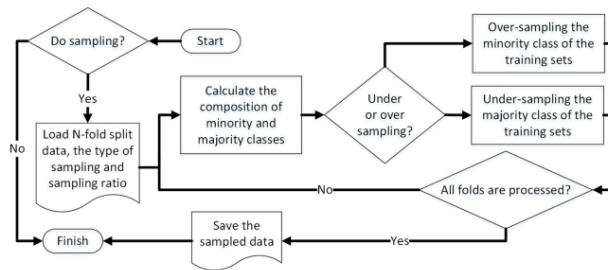 Do sampling?
Start
Yes
No
Load N-fold split
data, the type of
sampling and
sampling ratio
Calculate the
composition of
minority and
majority classes
Under
or over
sampling?
Over-sampling the
minority class of the
training sets
Under-sampling the
majority class of the
training sets
All folds are processed?
No
Yes
Save the
sampled data
Finish